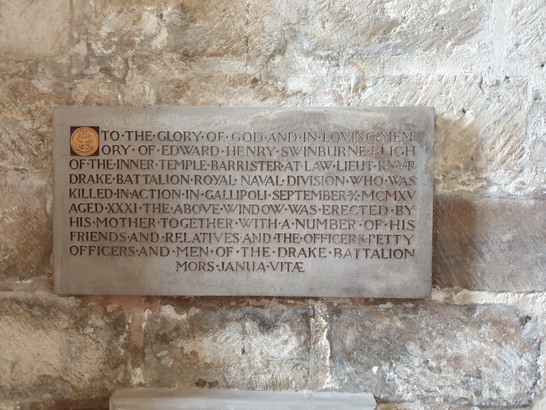 TO·THE·GLORY·OF·GOD·AND·IN·LOVING·MEM
ORY·OF·EDWARD·HENRY·SWINBURNE·BLIGH
OF·THE·INNER·TEMPLE·BARRISTER·AT·LAW·LIEUT·R·N·V·R
DRAKE·BATTALION·ROYAL·NAVAL·DIVISION·WHO·WAS
KILLED·IN·ACTION·IN·GALLIPOLI·SEPTEMBER·X·MCMXV
AGED·XXXI·THE·ABOVE·WINDOW·WAS·ERECTED·BY
HIS·MOTHER·TOGETHER·WITH·A·NUMBER·OF·HIS
FRIENDS·AND·RELATIVES·AND·THE·OFFICERS·PETTY
OFFICERS·AND·MEN·OF·THE·DRAKE·BATTALION
MORS·JANUA·VITÆ